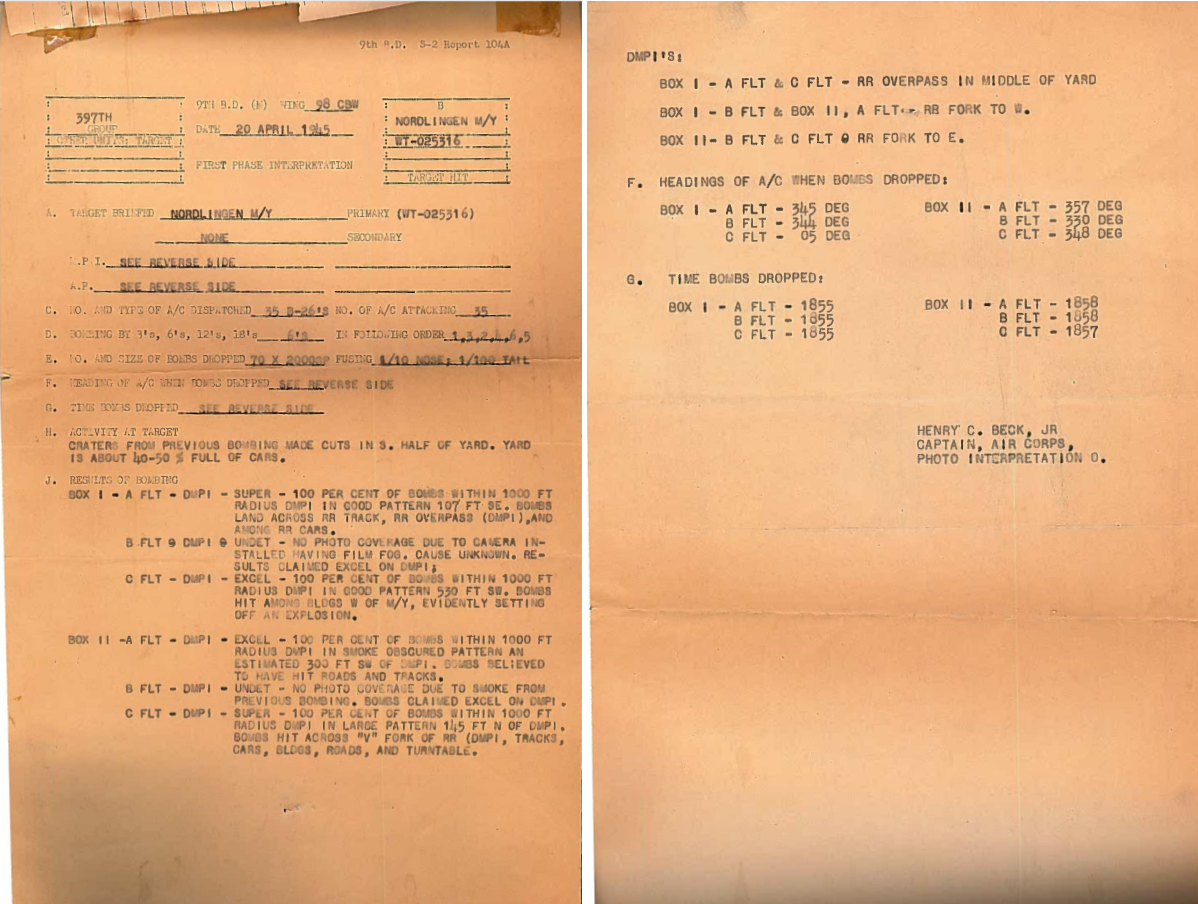 9th B.D. S-2 Report 104A
397TH
GROUP
OTHER UNITS: TARGET
9TH B.D. (M) WING 98 CBW
DATE 20 APRIL 1945
FIRST PHASE INTERPRETATION
B
NORDLINGEN M/Y
WT-025316
TARGET HIT
A. TARGET BRIEFED NORDLINGEN M/Y PRIMARY (WT-025316)
NONE SECONDARY
M.P.I. SEE REVERSE SIDE
A.P. SEE REVERSE SIDE
C. NO. AND TYPE OF A/C DISPATCHED 35 B-26'S NO. OF A/C ATTACKING 35
D. BOMBING BY 3's, 6's, 12's, 18's 6'S IN FOLLOWING ORDER 1,3,2,4,6,5
E. NO. AND SIZE OF BOMBS DROPPED 70 X 2000GP FUSING 1/10 NOSE; 1/100 TAIL
F. HEADING OF A/C WHEN BOMBS DROPPED SEE REVERSE SIDE
G. TIME BOMBS DROPPED SEE REVERSE SIDE
H. ACTIVITY AT TARGET
CRATERS FROM PREVIOUS BOMBING MADE CUTS IN S. HALF OF YARD. YARD
IS ABOUT 40-50 % FULL OF CARS.
J. RESULTS OF BOMBING
BOX I - A FLT - DMPI - SUPER - 100 PER CENT OF BOMBS WITHIN 1000 FT
RADIUS DMPI IN GOOD PATTERN 107 FT SE. BOMBS
LAND ACROSS RR TRACK, RR OVERPASS (DMPI),AND
AMONG RR CARS.
B FLT @ DMPI @ UNDET - NO PHOTO COVERAGE DUE TO CAMERA IN-
STALLED HAVING FILM FOG. CAUSE UNKNOWN. RE-
SULTS CLAIMED EXCEL ON DMPI;
C FLT - DMPI - EXCEL - 100 PER CENT OF BOMBS WITHIN 1000 FT
RADIUS DMPI IN GOOD PATTERN 530 FT SW. BOMBS
HIT AMONG BLDGS W OF M/Y, EVIDENTLY SETTING
OFF AN EXPLOSION.
BOX II -A FLT - DMPI - EXCEL - 100 PER CENT OF BOMBS WITHIN 1000 FT
RADIUS DMPI IN SMOKE OBSCURED PATTERN AN
ESTIMATED 300 FT SW OF DMPI. BOMBS BELIEVED
TO HAVE HIT ROADS AND TRACKS.
B FLT - DMPI - UNDET - NO PHOTO COVERAGE DUE TO SMOKE FROM
PREVIOUS BOMBING. BOMBS CLAIMED EXCEL ON DMPI.
C FLT - DMPI - SUPER - 100 PER CENT OF BOMBS WITHIN 1000 FT
RADIUS DMPI IN LARGE PATTERN 145 FT N OF DMPI.
BOMBS HIT ACROSS "V" FORK OF RR (DMPI, TRACKS,
CARS, BLDGS, ROADS, AND TURNTABLE.
DMPI'S:
BOX I - A FLT & C FLT - RR OVERPASS IN MIDDLE OF YARD
BOX I - B FLT & BOX II, A FLT - RR FORK TO W.
BOX II- B FLT & C FLT @ RR FORK TO E.
F. HEADINGS OF A/C WHEN BOMBS DROPPED:
BOX I - A FLT - 345 DEG
B FLT - 344 DEG
C FLT - 05 DEG
BOX II - A FLT - 357 DEG
B FLT - 330 DEG
C FLT - 348 DEG
G. TIME BOMBS DROPPED:
BOX I - A FLT - 1855
B FLT - 1855
C FLT - 1855
BOX II - A FLT - 1858
B FLT - 1858
C FLT - 1857
HENRY C. BECK, JR
CAPTAIN, AIR CORPS,
PHOTO INTERPRETATION O.